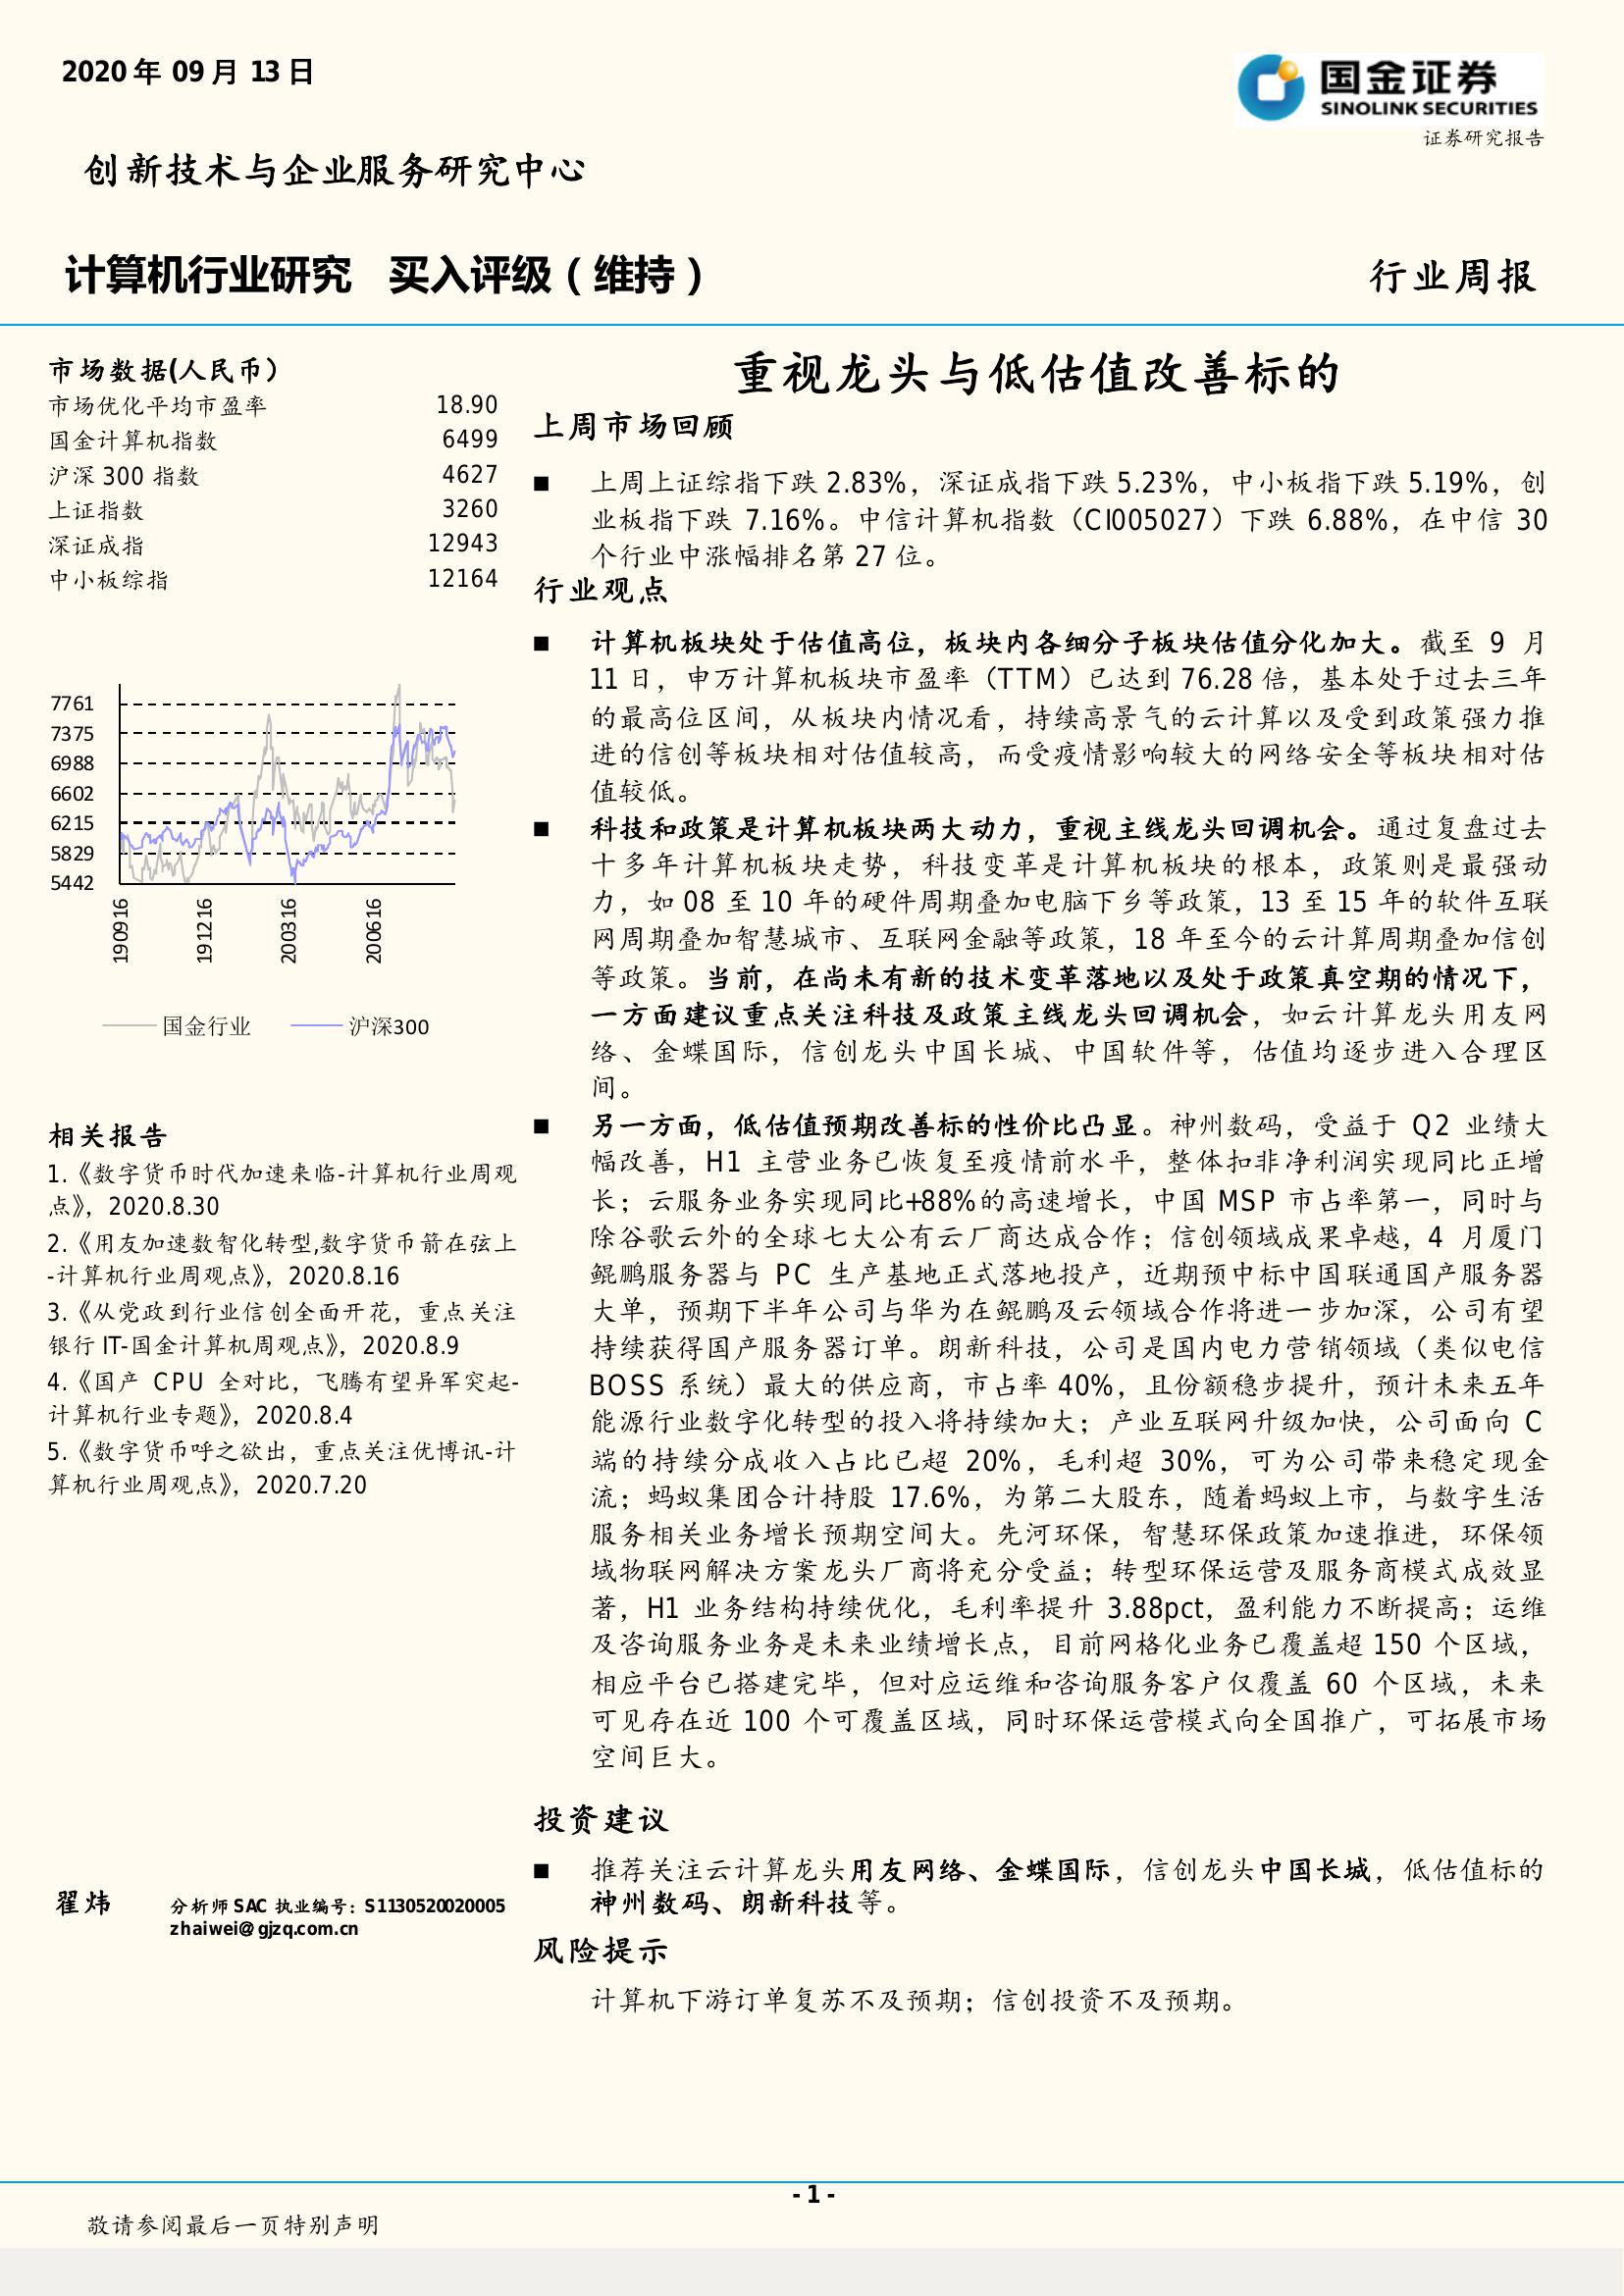 2020 年 09 月 13 日
国金证券
SINOLINK SECURITIES
证券研究报告
创新技术与企业服务研究中心
计算机行业研究 买入评级（维持）
行业周报
市场数据(人民币）
市场优化平均市盈率 18.90
国金计算机指数 6499
沪深 300 指数 4627
上证指数 3260
深证成指 12943
中小板综指 12164
7761
7375
6988
6602
6215
5829
5442
190916
191216
200316
200616
国金行业 沪深300
相关报告
1.《数字货币时代加速来临-计算机行业周观
点》，2020.8.30
2.《用友加速数智化转型,数字货币箭在弦上
-计算机行业周观点》，2020.8.16
3.《从党政到行业信创全面开花，重点关注
银行 IT-国金计算机周观点》，2020.8.9
4.《国产 CPU 全对比，飞腾有望异军突起-
计算机行业专题》，2020.8.4
5.《数字货币呼之欲出，重点关注优博讯-计
算机行业周观点》，2020.7.20
翟炜
分析师 SAC 执业编号：S1130520020005
zhaiwei@gjzq.com.cn
重视龙头与低估值改善标的
上周市场回顾
■ 上周上证综指下跌 2.83%，深证成指下跌 5.23%，中小板指下跌 5.19%，创
业板指下跌 7.16%。中信计算机指数（CI005027）下跌 6.88%，在中信 30
个行业中涨幅排名第 27 位。
行业观点
■ 计算机板块处于估值高位，板块内各细分子板块估值分化加大。截至 9 月
11 日，申万计算机板块市盈率（TTM）已达到 76.28 倍，基本处于过去三年
的最高位区间，从板块内情况看，持续高景气的云计算以及受到政策强力推
进的信创等板块相对估值较高，而受疫情影响较大的网络安全等板块相对估
值较低。
■ 科技和政策是计算机板块两大动力，重视主线龙头回调机会。通过复盘过去
十多年计算机板块走势，科技变革是计算机板块的根本，政策则是最强动
力，如 08 至 10 年的硬件周期叠加电脑下乡等政策，13 至 15 年的软件互联
网周期叠加智慧城市、互联网金融等政策，18 年至今的云计算周期叠加信创
等政策。当前，在尚未有新的技术变革落地以及处于政策真空期的情况下，
一方面建议重点关注科技及政策主线龙头回调机会，如云计算龙头用友网
络、金蝶国际，信创龙头中国长城、中国软件等，估值均逐步进入合理区
间。
■ 另一方面，低估值预期改善标的性价比凸显。神州数码，受益于 Q2 业绩大
幅改善，H1 主营业务已恢复至疫情前水平，整体扣非净利润实现同比正增
长；云服务业务实现同比+88%的高速增长，中国 MSP 市占率第一，同时与
除谷歌云外的全球七大公有云厂商达成合作；信创领域成果卓越，4 月厦门
鲲鹏服务器与 PC 生产基地正式落地投产，近期预中标中国联通国产服务器
大单，预期下半年公司与华为在鲲鹏及云领域合作将进一步加深，公司有望
持续获得国产服务器订单。朗新科技，公司是国内电力营销领域（类似电信
BOSS 系统）最大的供应商，市占率 40%，且份额稳步提升，预计未来五年
能源行业数字化转型的投入将持续加大；产业互联网升级加快，公司面向 C
端的持续分成收入占比已超 20%，毛利超 30%，可为公司带来稳定现金
流；蚂蚁集团合计持股 17.6%，为第二大股东，随着蚂蚁上市，与数字生活
服务相关业务增长预期空间大。先河环保，智慧环保政策加速推进，环保领
域物联网解决方案龙头厂商将充分受益；转型环保运营及服务商模式成效显
著，H1 业务结构持续优化，毛利率提升 3.88pct，盈利能力不断提高；运维
及咨询服务业务是未来业绩增长点，目前网格化业务已覆盖超 150 个区域，
相应平台已搭建完毕，但对应运维和咨询服务客户仅覆盖 60 个区域，未来
可见存在近 100 个可覆盖区域，同时环保运营模式向全国推广，可拓展市场
空间巨大。
投资建议
■ 推荐关注云计算龙头用友网络、金蝶国际，信创龙头中国长城，低估值标的
神州数码、朗新科技等。
风险提示
计算机下游订单复苏不及预期；信创投资不及预期。
- 1 -
敬请参阅最后一页特别声明